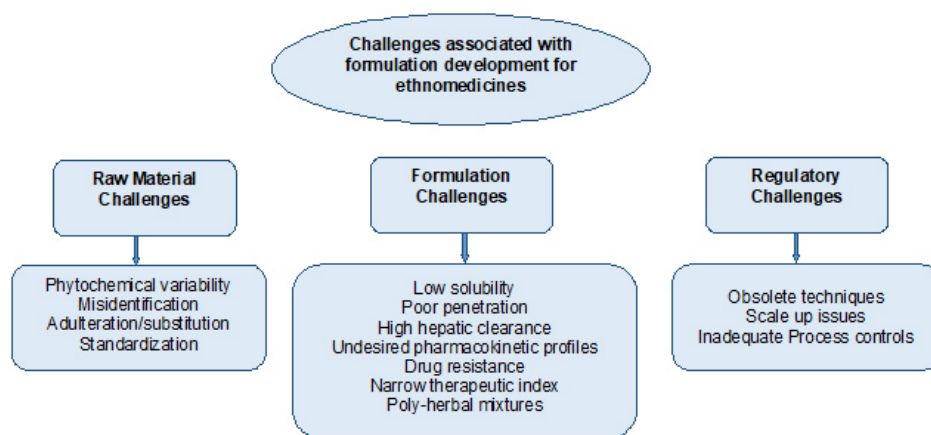 Challenges associated with
formulation development for
ethnomedicines
Raw Material
Challenges
Phytochemical variability
Misidentification
Adulteration/substitution
Standardization
Formulation
Challenges
Low solubility
Poor penetration
High hepatic clearance
Undesired pharmacokinetic profiles
Drug resistance
Narrow therapeutic index
Poly-herbal mixtures
Regulatory
Challenges
Obsolete techniques
Scale up issues
Inadequate Process controls